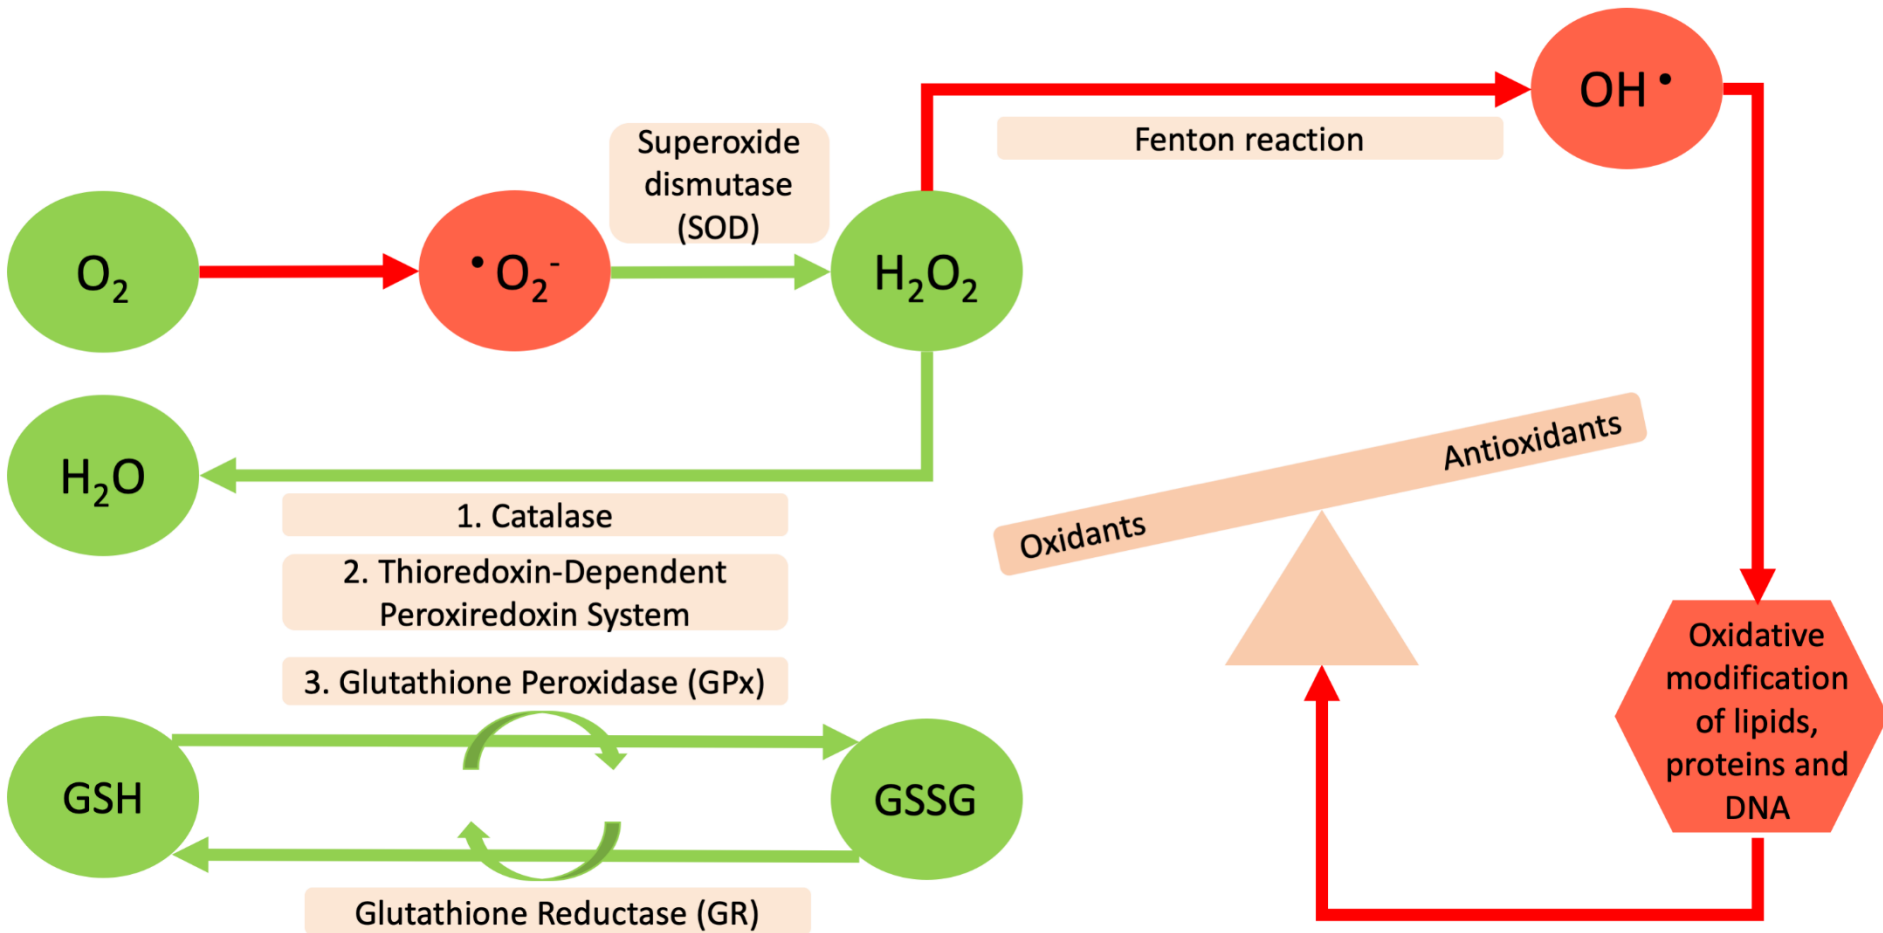 OH •
Superoxide
dismutase
(SOD)
Fenton reaction
O₂
• O₂⁻
H₂O₂
H₂O
1. Catalase
2. Thioredoxin-Dependent
Peroxiredoxin System
3. Glutathione Peroxidase (GPx)
GSH
GSSG
Glutathione Reductase (GR)
Oxidants
Antioxidants
Oxidative
modification
of lipids,
proteins and
DNA